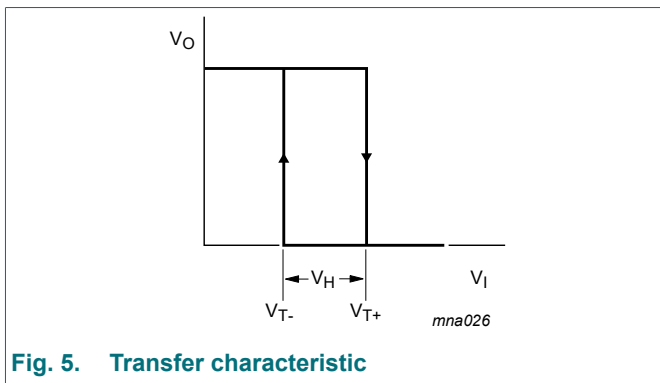 VO
VH
VI
VT-
VT+
mna026
Fig. 5. Transfer characteristic